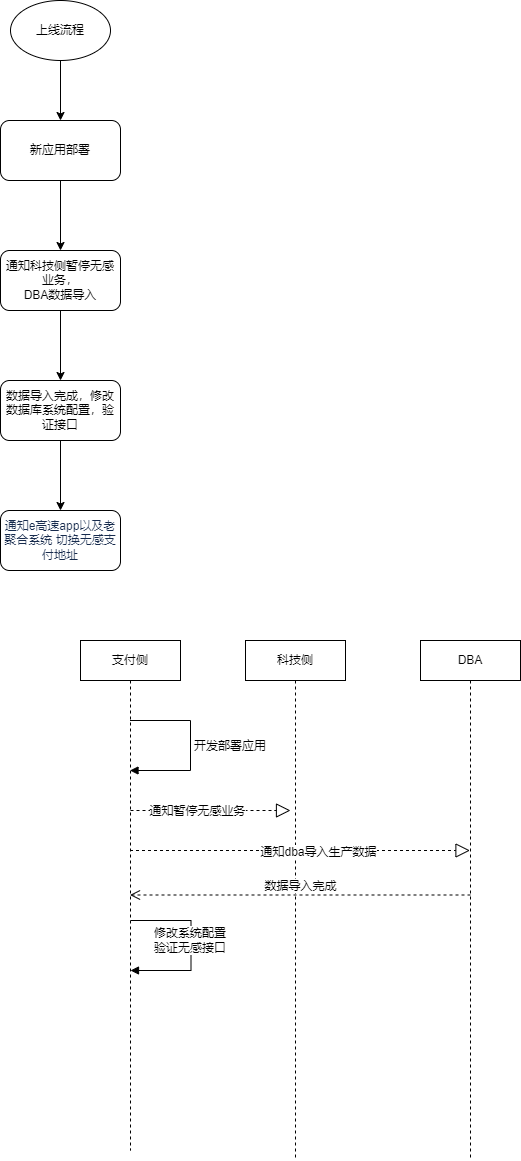 上线流程
新应用部署
通知科技侧暂停无感
业务，
DBA数据导入
数据导入完成，修改
数据库系统配置，验
证接口
通知e高速app以及老
聚合系统 切换无感支
付地址
支付侧
科技侧
DBA
开发部署应用
通知暂停无感业务
通知dba导入生产数据
数据导入完成
修改系统配置
验证无感接口